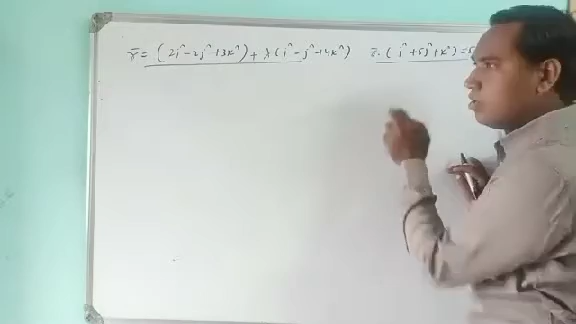 r̄ = (2i^ - 2j^ + 3k^) + λ(i^ - j^ + 4k^) r̄. (i^ + 5j^ + k^) = 5